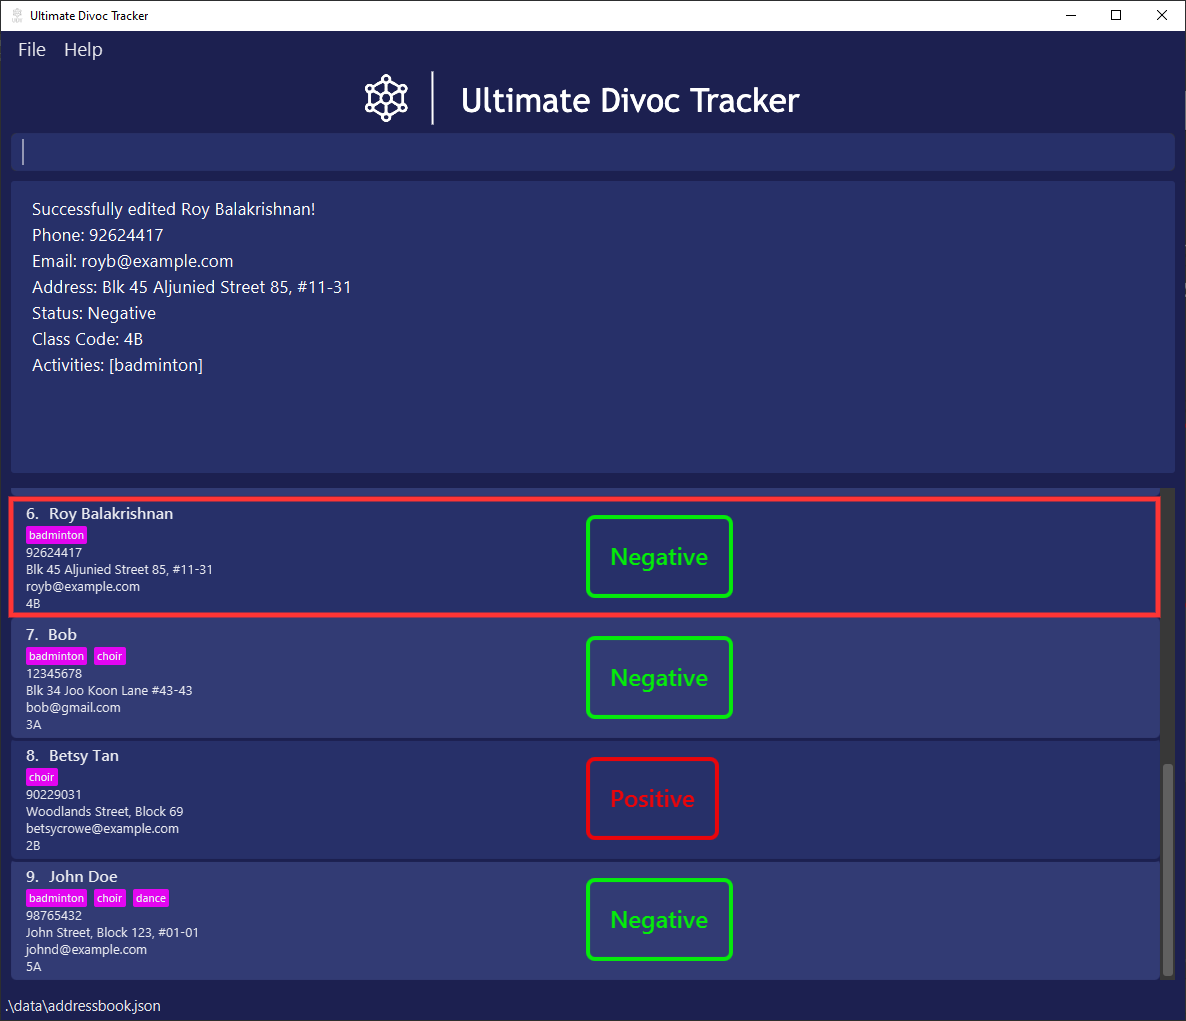 Ultimate Divoc Tracker
File Help
Ultimate Divoc Tracker
Successfully edited Roy Balakrishnan!
Phone: 92624417
Email: royb@example.com
Address: Blk 45 Aljunied Street 85, #11-31
Status: Negative
Class Code: 4B
Activities: [badminton]
6. Roy Balakrishnan
badminton
92624417
Blk 45 Aljunied Street 85, #11-31
royb@example.com
4B
Negative
7. Bob
badminton choir
12345678
Blk 34 Joo Koon Lane #43-43
bob@gmail.com
3A
Negative
8. Betsy Tan
choir
90229031
Woodlands Street, Block 69
betsycrowe@example.com
2B
Positive
9. John Doe
badminton choir dance
98765432
John Street, Block 123, #01-01
johnd@example.com
5A
Negative
.\data\addressbook.json